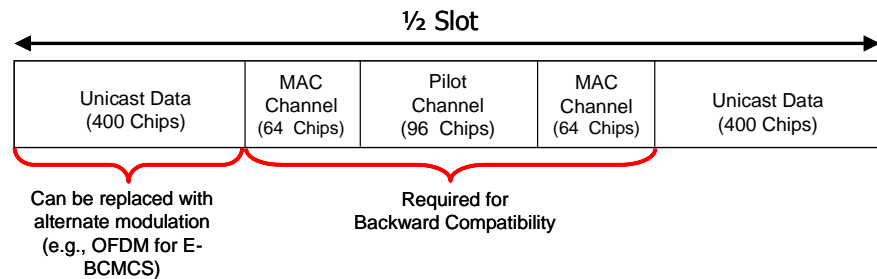 ½ Slot
Unicast Data
(400 Chips)
MAC
Channel
(64 Chips)
Pilot
Channel
(96 Chips)
MAC
Channel
(64 Chips)
Unicast Data
(400 Chips)
Can be replaced with
alternate modulation
(e.g., OFDM for E-
BCMCS)
Required for
Backward Compatibility